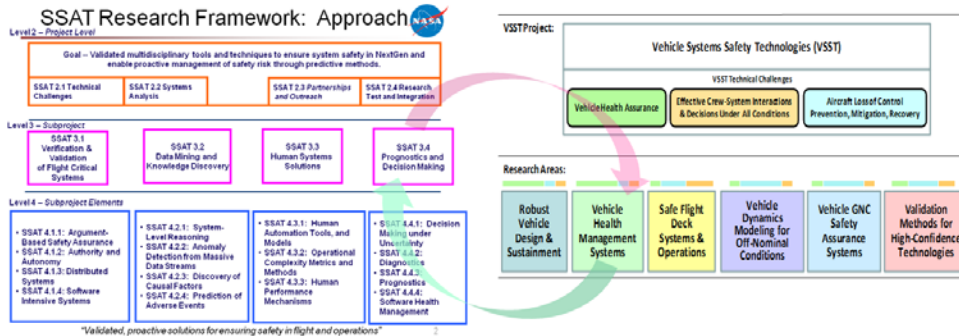 SSAT Research Framework: Approach
NASA
Level 2 – Project Level
Goal – Validated multidisciplinary tools and techniques to ensure system safety in NextGen and
enable proactive management of safety risk through predictive methods.
SSAT 2.1 Technical
Challenges
SSAT 2.2 Systems
Analysis
SSAT 2.3 Partnerships
and Outreach
SSAT 2.4 Research
Test and Integration
Level 3 – Subproject
SSAT 3.1
Verification &
Validation
of Flight Critical
Systems
SSAT 3.2
Data Mining and
Knowledge Discovery
SSAT 3.3
Human Systems
Solutions
SSAT 3.4
Prognostics and
Decision Making
Level 4 – Subproject Elements
• SSAT 4.1.1: Argument-
Based Safety Assurance
• SSAT 4.1.2: Authority and
Autonomy
• SSAT 4.1.3: Distributed
Systems
• SSAT 4.1.4: Software
Intensive Systems
• SSAT 4.2.1: System-
Level Reasoning
• SSAT 4.2.2: Anomaly
Detection from Massive
Data Streams
• SSAT 4.2.3: Discovery of
Causal Factors
• SSAT 4.2.4: Prediction of
Adverse Events
• SSAT 4.3.1: Human
Automation Tools, and
Models
• SSAT 4.3.2: Operational
Complexity Metrics and
Methods
• SSAT 4.3.3: Human
Performance
Mechanisms
• SSAT 4.4.1: Decision
Making under
Uncertainty
• SSAT 4.4.2:
Diagnostics
• SSAT 4.4.3:
Prognostics
• SSAT 4.4.4:
Software Health
Management
"Validated, proactive solutions for ensuring safety in flight and operations"
2
VSST Project:
Vehicle Systems Safety Technologies (VSST)
VSST Technical Challenges
Vehicle Health Assurance
Effective Crew-System Interactions
& Decisions Under All Conditions
Aircraft Loss of Control
Prevention, Mitigation, Recovery
Research Areas:
Robust
Vehicle
Design &
Sustainment
Vehicle
Health
Management
Systems
Safe Flight
Deck
Systems &
Operations
Vehicle
Dynamics
Modeling for
Off-Nominal
Conditions
Vehicle GNC
Safety
Assurance
Systems
Validation
Methods for
High-Confidence
Technologies